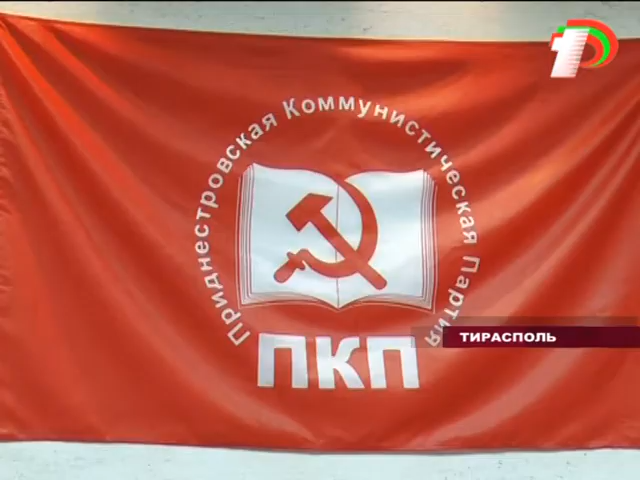 Приднестровская Коммунистическая Партия
ПКП
ТИРАСПОЛЬ